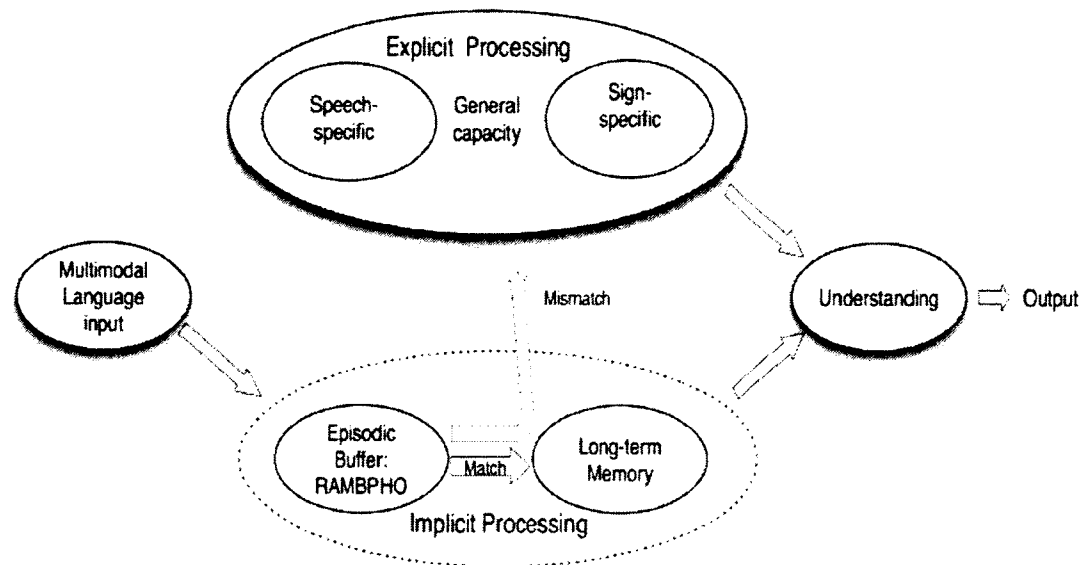 Explicit Processing
Speech-
specific
General
capacity
Sign-
specific
Multimodal
Language
input
Mismatch
Understanding
Output
Episodic
Buffer:
RAMBPHO
Match
Long-term
Memory
Implicit Processing